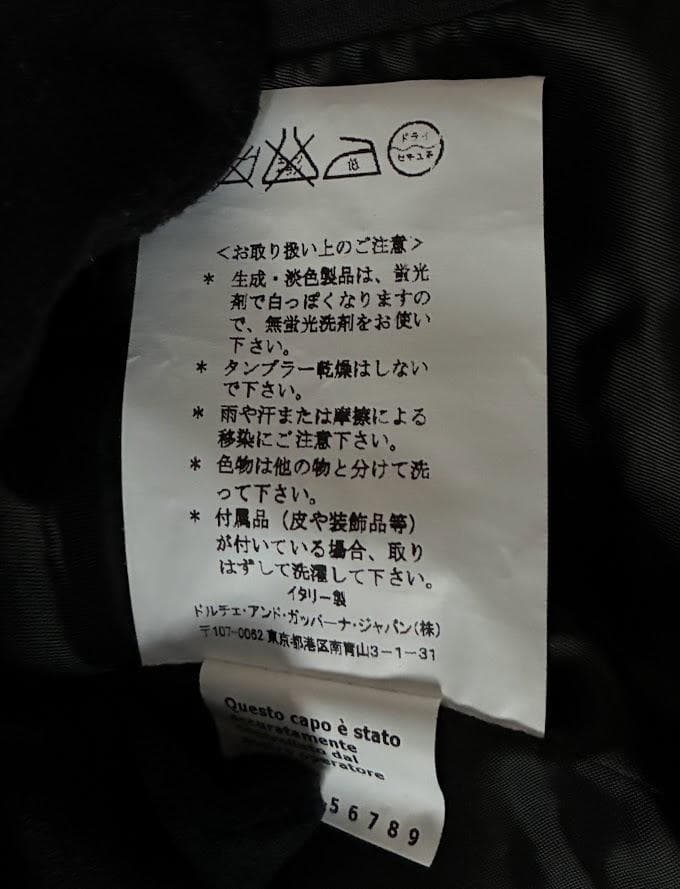 ドライ
セキユ系
<お取り扱い上のご注意>
* 生成・淡色製品は、蛍光
剤で白っぽくなりますの
で、無蛍光洗剤をお使い
下さい。
* タンブラー乾燥はしない
で下さい。
* 雨や汗または摩擦による
移染にご注意下さい。
* 色物は他の物と分けて洗
って下さい。
* 付属品(皮や装飾品等)
が付いている場合、取り
はずして洗濯して下さい。
イタリー製
ドルチェ・アンド・ガッバーナ・ジャパン(株)
〒107-0062 東京都港区南青山3-1-31
Questo capo è stato
accuratamente
dal
operatore
56789